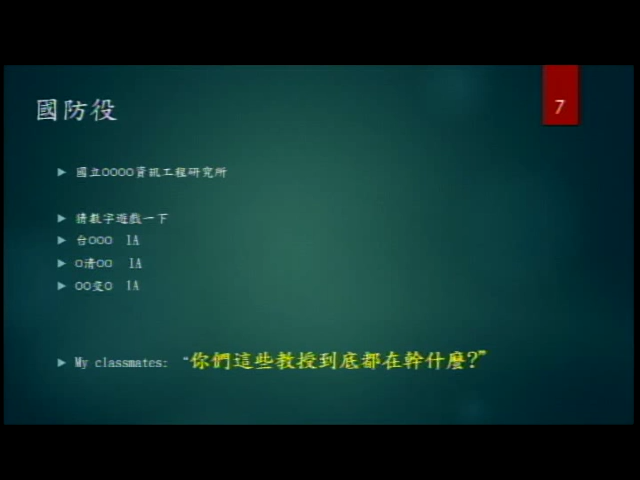 國防役
7
國立OOOO資訊工程研究所
猜數字遊戲一下
台OOO 1A
O清OO 1A
OO交O 1A
My classmates: “你們這些教授到底都在幹什麼?”